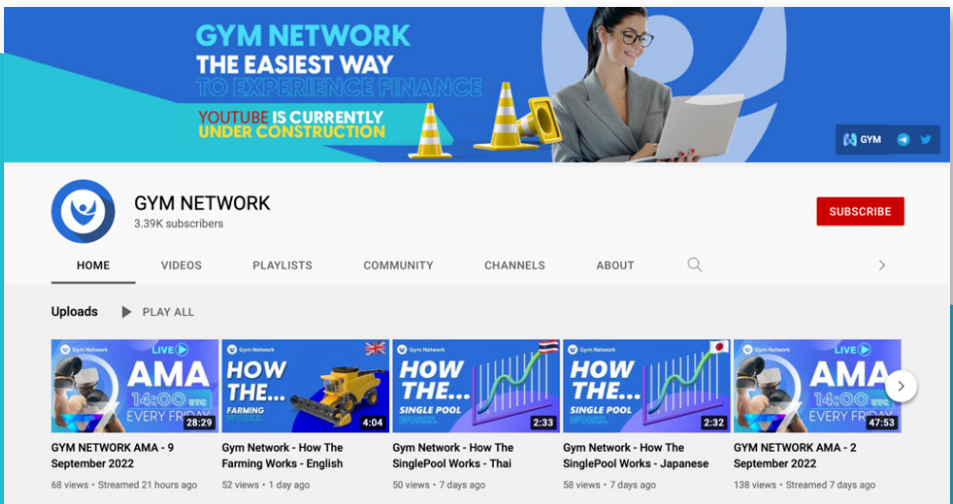 GYM NETWORK
THE EASIEST WAY
TO EXPERIENCE FINANCE
YOUTUBE IS CURRENTLY
UNDER CONSTRUCTION
GYM
GYM NETWORK
3.39K subscribers
SUBSCRIBE
HOME VIDEOS PLAYLISTS COMMUNITY CHANNELS ABOUT
Uploads PLAY ALL
Gym Network
LIVE
AMA
14:00 UTC
EVERY FRIDAY
28:29
Gym Network
HOW
THE...
FARMING
WORKS
4:04
Gym Network
HOW
THE...
SINGLE POOL
WORKS
2:33
Gym Network
HOW
THE...
SINGLE POOL
WORKS
2:32
Gym Network
LIVE
AMA
14:00 UTC
EVERY FRIDAY
47:53
GYM NETWORK AMA - 9
September 2022
68 views • Streamed 21 hours ago
Gym Network - How The
Farming Works - English
52 views • 1 day ago
Gym Network - How The
SinglePool Works - Thai
50 views • 7 days ago
Gym Network - How The
SinglePool Works - Japanese
58 views • 7 days ago
GYM NETWORK AMA - 2
September 2022
138 views • Streamed 7 days ago